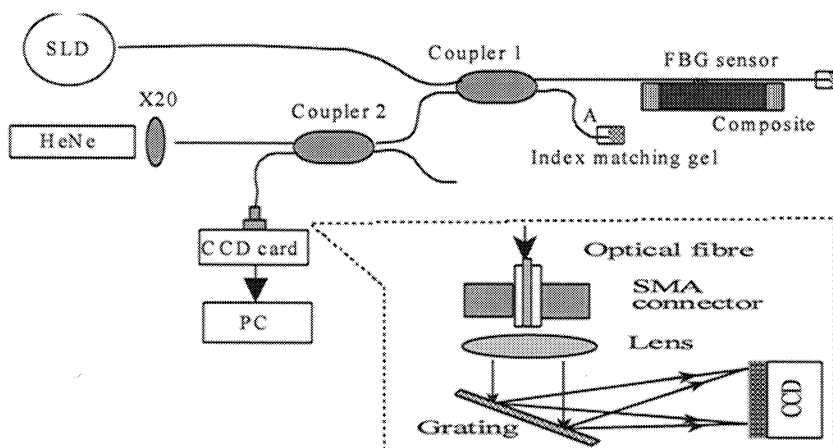 SLD
Coupler 1
FBG sensor
X20
Coupler 2
HeNe
A
Composite
Index matching gel
CCD card
PC
Optical fibre
SMA
connector
Lens
Grating
CCD